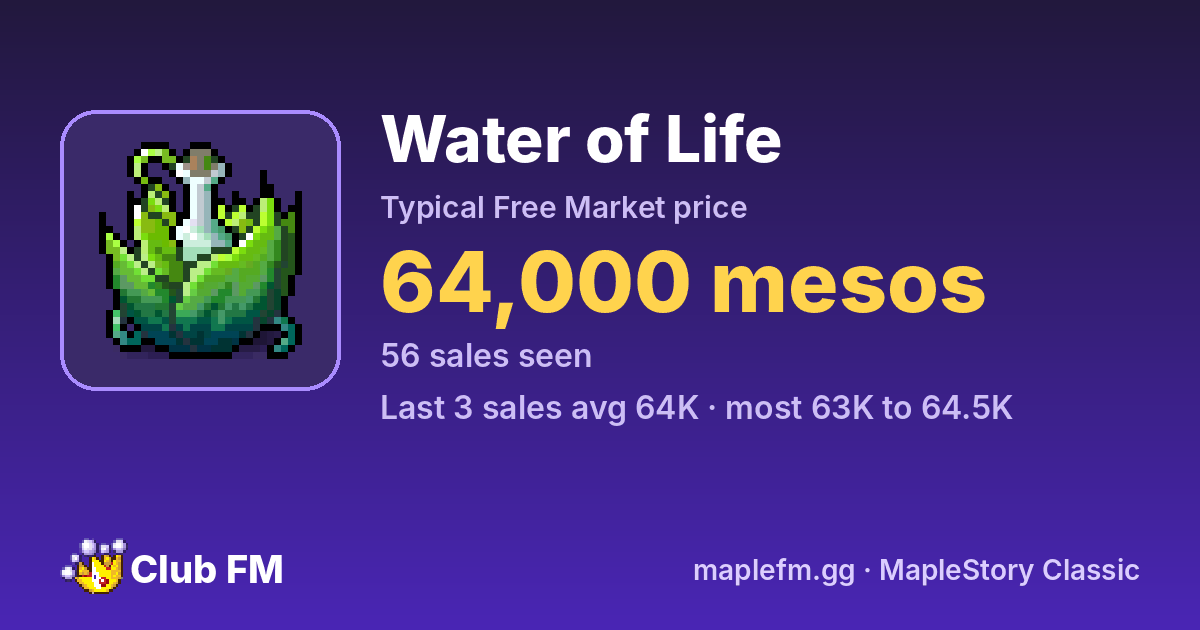 Water of Life
Typical Free Market price
64,000 mesos
56 sales seen
Last 3 sales avg 64K · most 63K to 64.5K
Club FM
maplefm.gg · MapleStory Classic